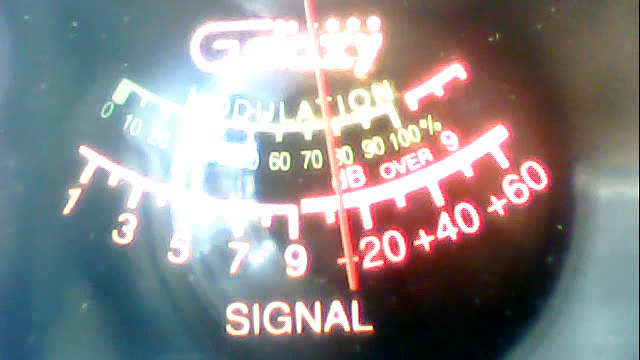 Galaxy
MODULATION
0 10 20 60 70 80 90 100%
dB OVER 9
1 3 5 7 9 +20 +40 +60
SIGNAL